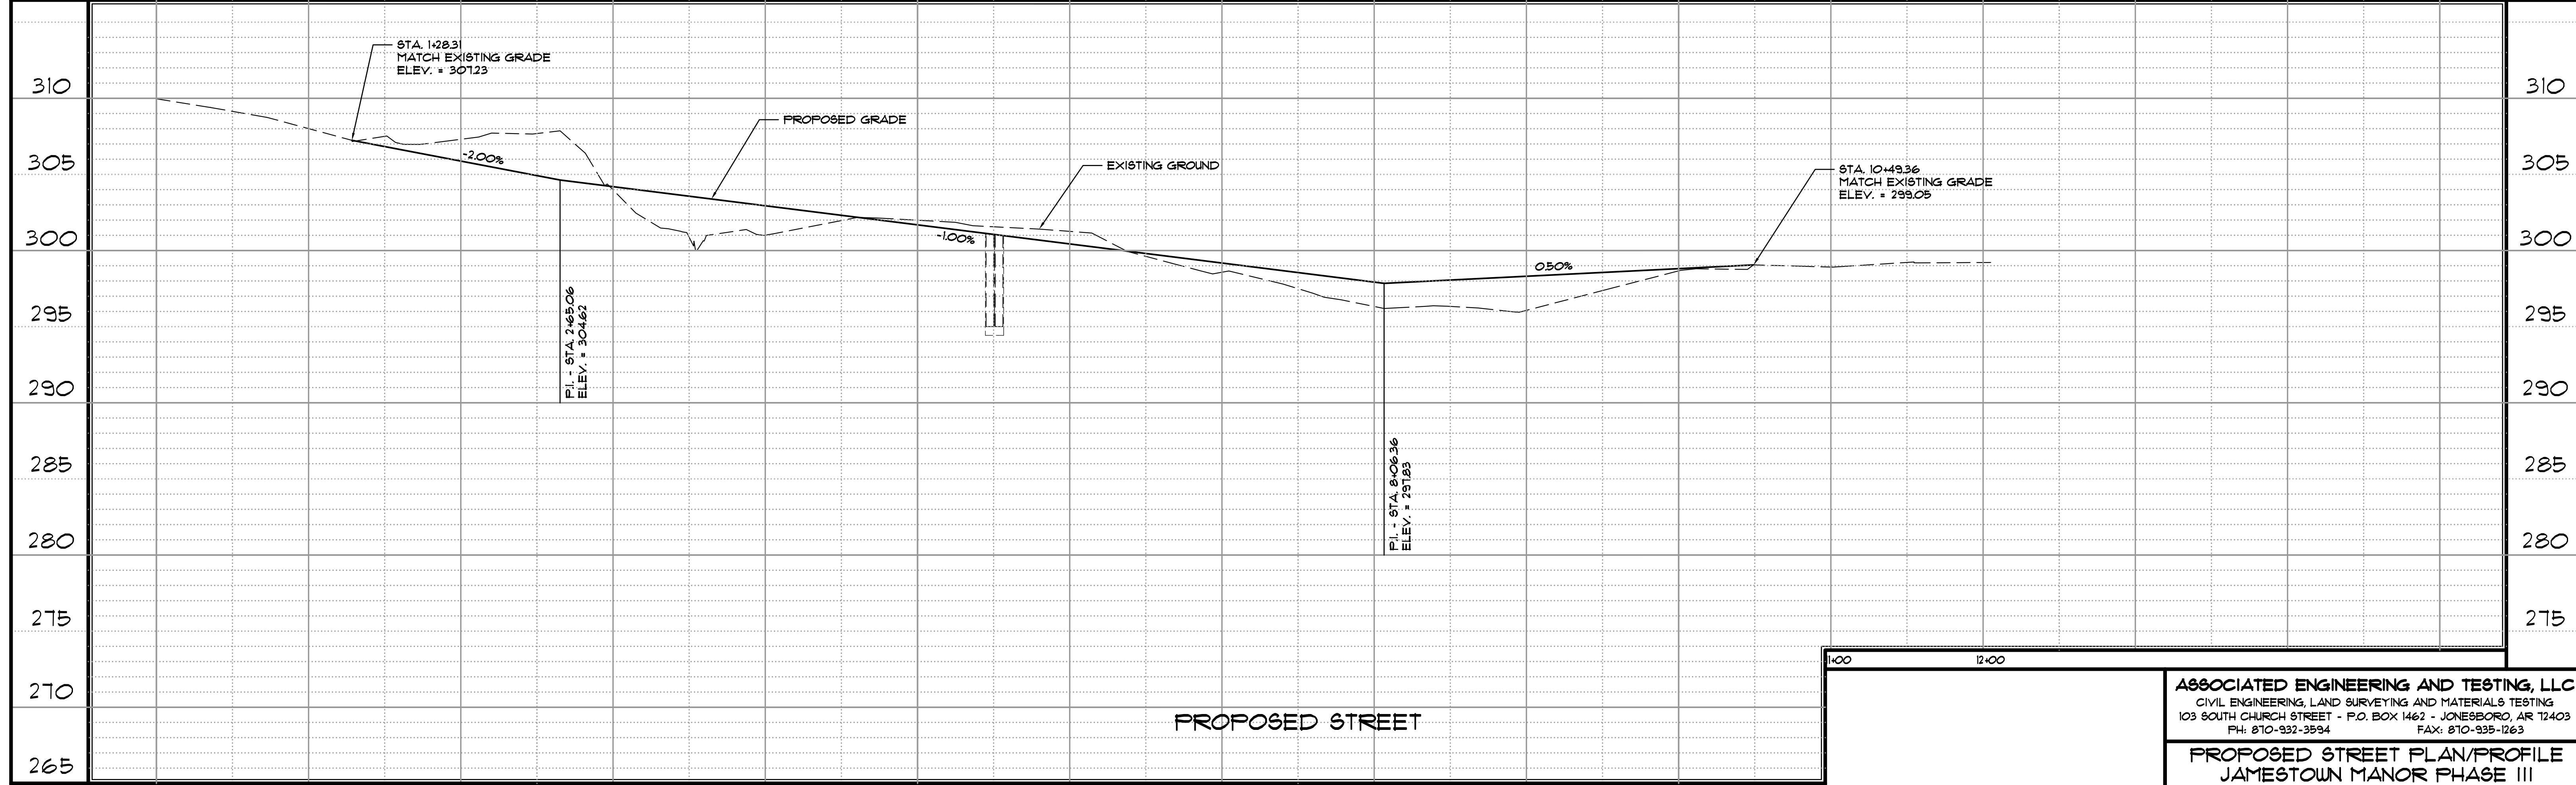 STA. 1+28.31
MATCH EXISTING GRADE
ELEV. = 307.23
310
310
PROPOSED GRADE
305
-2.00%
EXISTING GROUND
STA. 10+49.36
MATCH EXISTING GRADE
ELEV. = 299.05
305
300
-1.00%
0.50%
300
P.I. - STA. 2+65.06
ELEV. = 304.62
295
295
290
290
P.I. - STA. 8+06.36
ELEV. = 297.83
285
285
280
280
275
275
11+00
12+00
270
265
PROPOSED STREET
ASSOCIATED ENGINEERING AND TESTING, LLC
CIVIL ENGINEERING, LAND SURVEYING AND MATERIALS TESTING
103 SOUTH CHURCH STREET - P.O. BOX 1462 - JONESBORO, AR 72403
PH: 870-932-3594 FAX: 870-935-1263
PROPOSED STREET PLAN/PROFILE
JAMESTOWN MANOR PHASE III